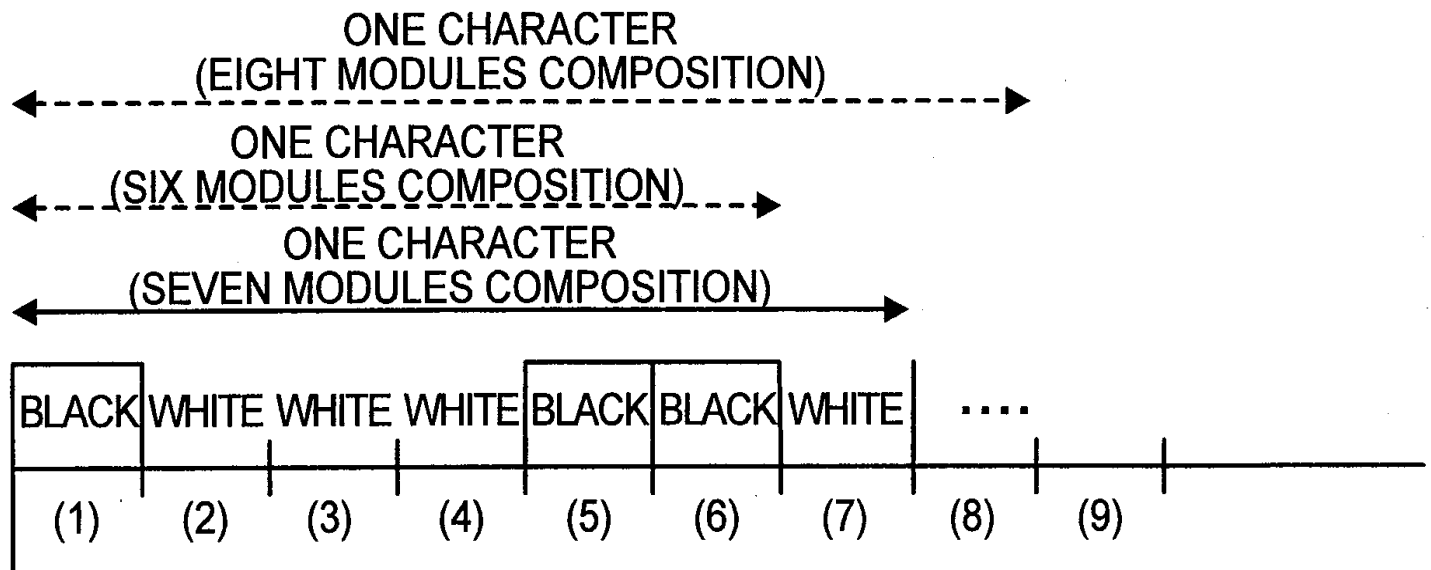 ONE CHARACTER
(EIGHT MODULES COMPOSITION)
ONE CHARACTER
(SIX MODULES COMPOSITION)
ONE CHARACTER
(SEVEN MODULES COMPOSITION)
BLACK WHITE WHITE WHITE BLACK BLACK WHITE ....
(1) (2) (3) (4) (5) (6) (7) (8) (9)